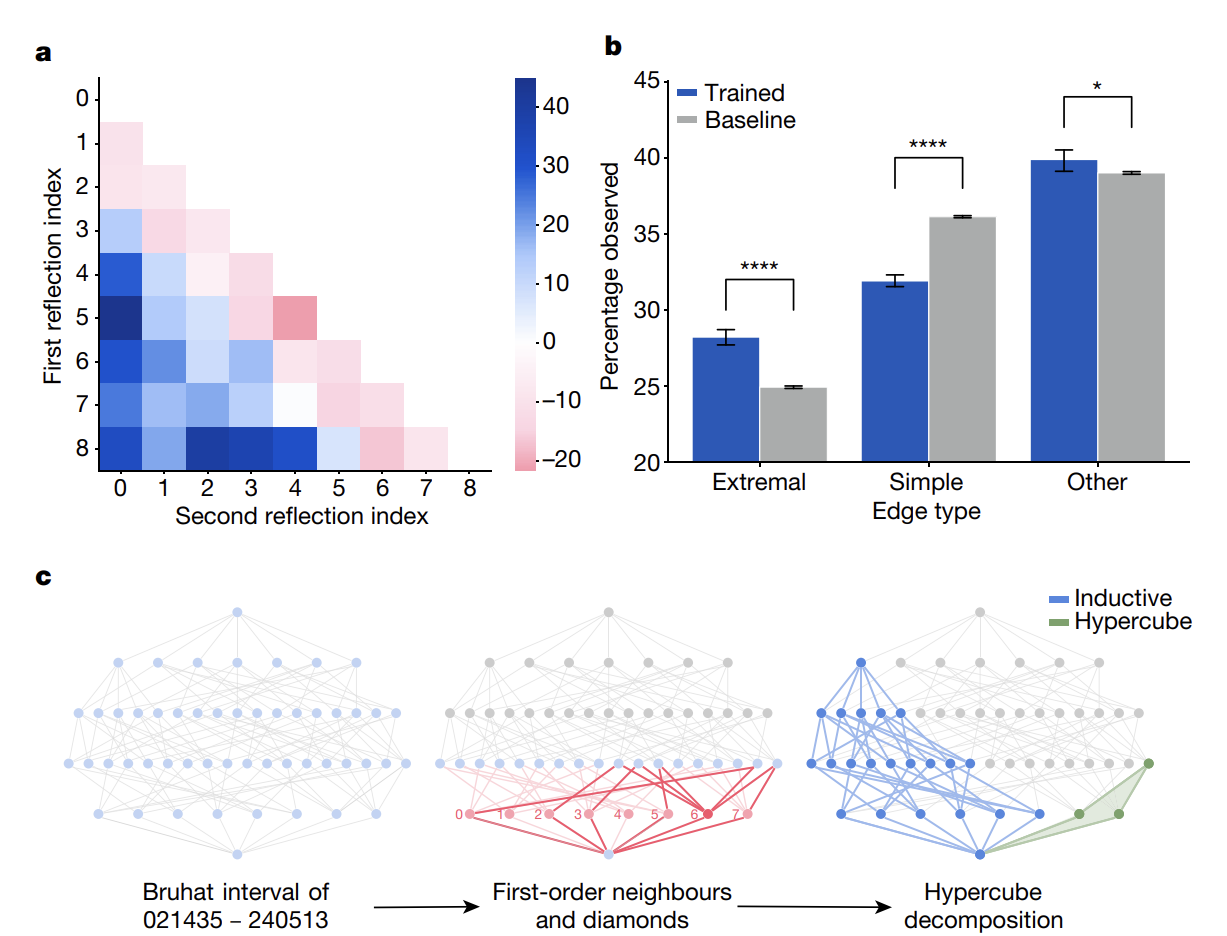 a
0
1
2
3
4
5
6
7
8
First reflection index
0 1 2 3 4 5 6 7 8
Second reflection index
40
30
20
10
0
−10
−20
b
45
40
35
30
25
20
Percentage observed
Trained
Baseline
****
****
*
Extremal Simple Other
Edge type
c
Inductive
Hypercube
0 1 2 3 4 5 6 7
Bruhat interval of
021435 – 240513
First-order neighbours
and diamonds
Hypercube
decomposition